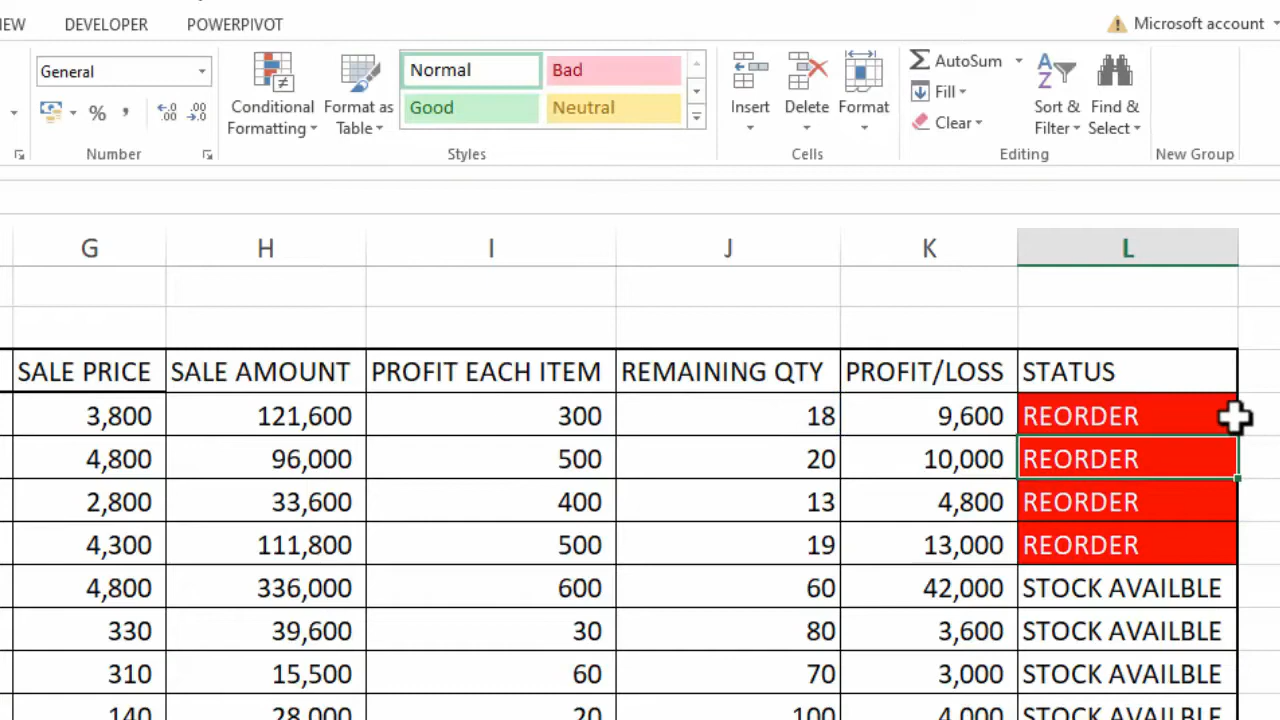 IEW DEVELOPER POWERPIVOT Microsoft account
General Normal Bad AutoSum
% , .0 .00 .00 .0 Conditional Formatting Format as Table Good Neutral Insert Delete Format Fill Sort & Filter Find & Select
Clear
Number Styles Cells Editing New Group
G H I J K L
SALE PRICE SALE AMOUNT PROFIT EACH ITEM REMAINING QTY PROFIT/LOSS STATUS
3,800 121,600 300 18 9,600 REORDER
4,800 96,000 500 20 10,000 REORDER
2,800 33,600 400 13 4,800 REORDER
4,300 111,800 500 19 13,000 REORDER
4,800 336,000 600 60 42,000 STOCK AVAILBLE
330 39,600 30 80 3,600 STOCK AVAILBLE
310 15,500 60 70 3,000 STOCK AVAILBLE
140 28,000 20 100 4,000 STOCK AVAILBLE